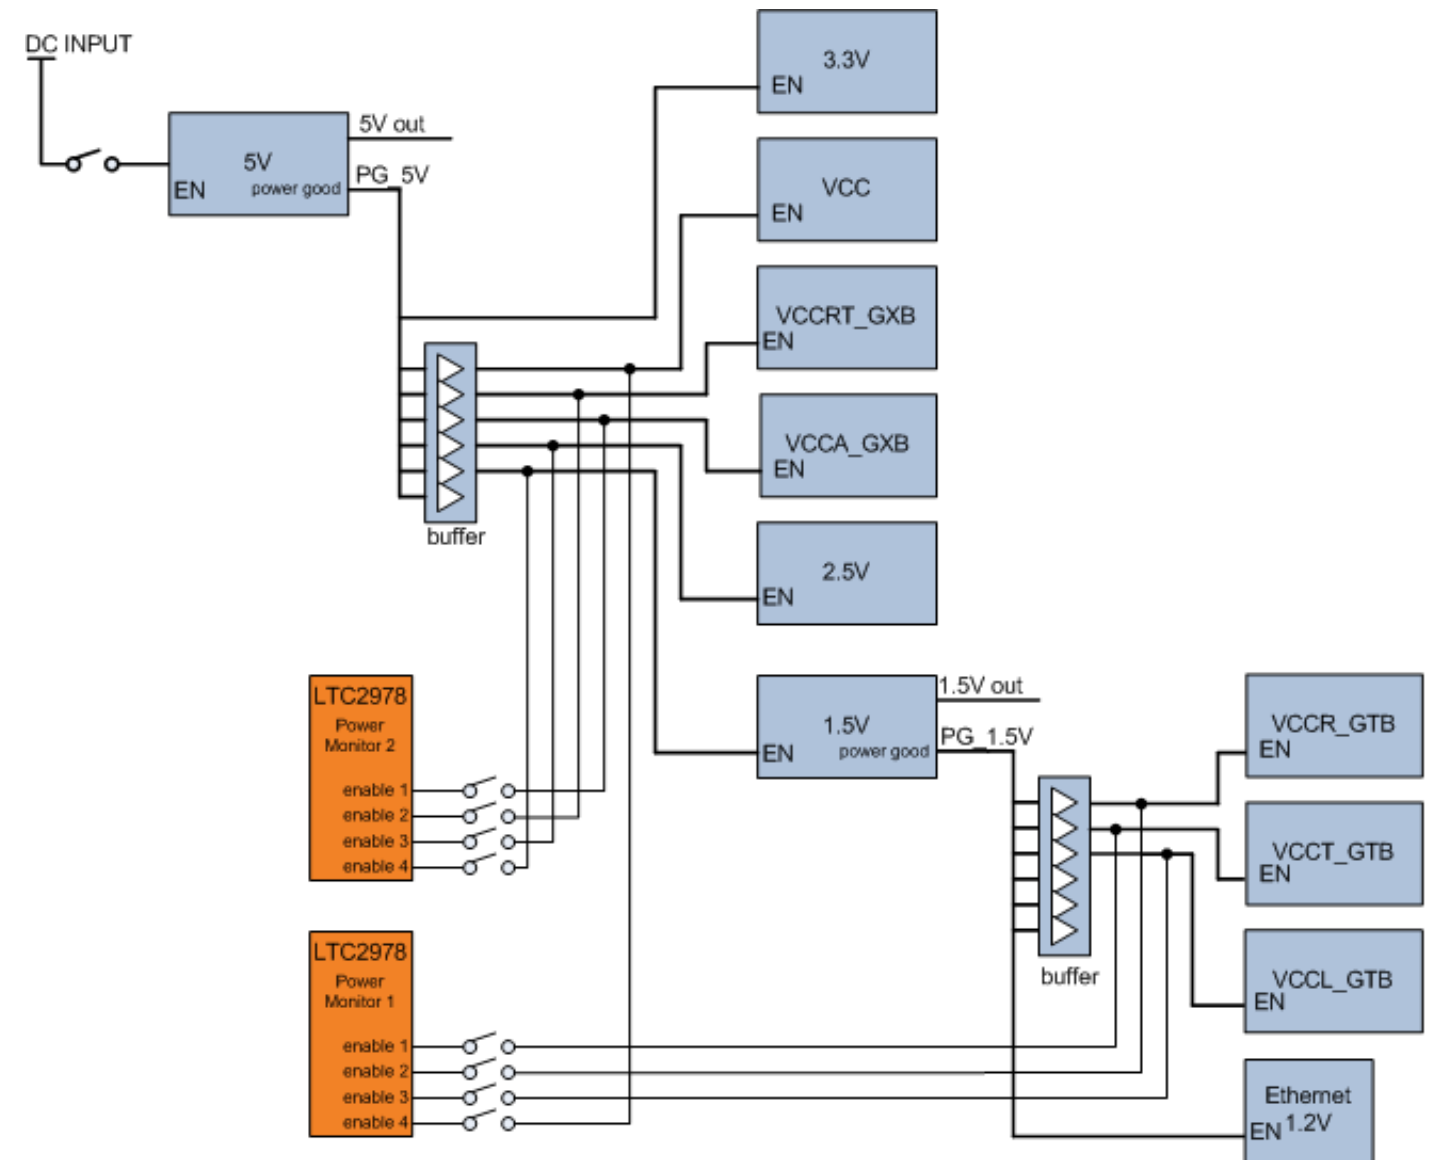 DC INPUT
5V
EN
power good
5V out
PG_5V
3.3V
EN
VCC
EN
VCCRT_GXB
EN
VCCA_GXB
EN
2.5V
EN
buffer
LTC2978
Power
Monitor 2
enable 1
enable 2
enable 3
enable 4
1.5V
power good
EN
1.5V out
PG_1.5V
buffer
VCCR_GTB
EN
VCCT_GTB
EN
VCCL_GTB
EN
Ethernet
1.2V
EN
LTC2978
Power
Monitor 1
enable 1
enable 2
enable 3
enable 4